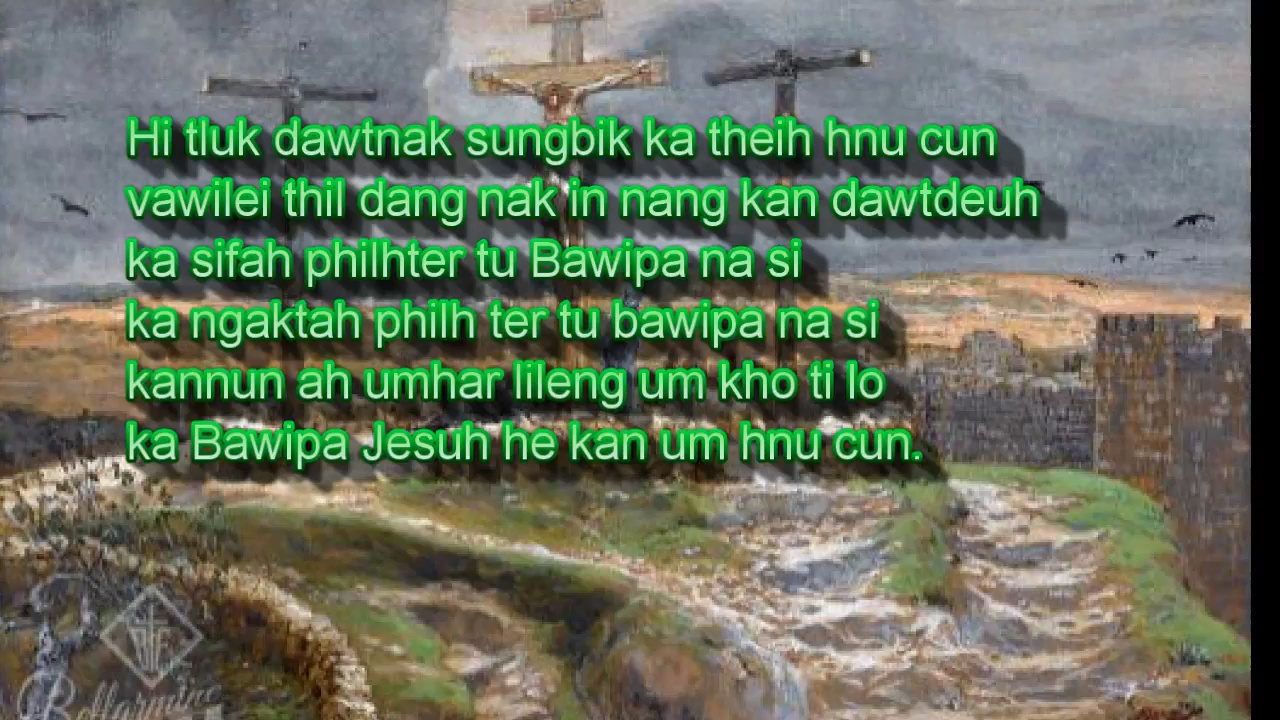 Hi tluk dawtnak sungbik ka theih hnu cun
vawilei thil dang nak in nang kan dawtdeuh
ka sifah philhter tu Bawipa na si
ka ngaktah philh ter tu bawipa na si
kannun ah umhar lileng um kho ti lo
ka Bawipa Jesuh he kan um hnu cun.
Bellarmine